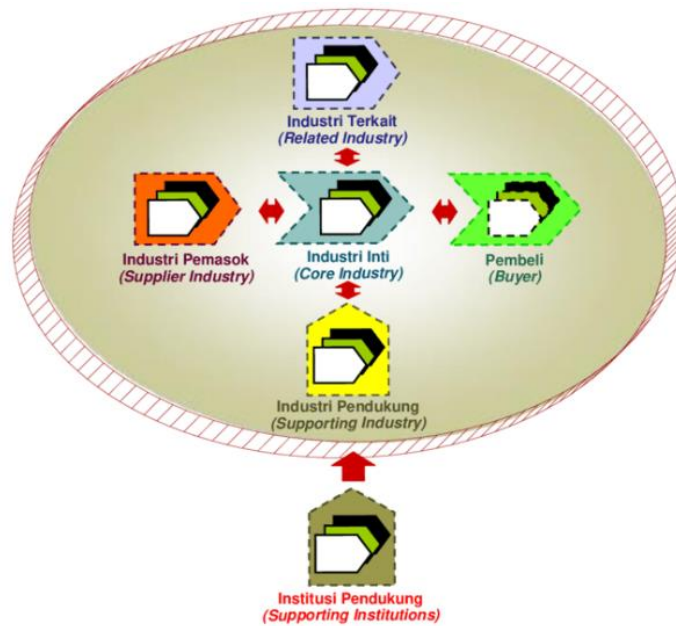 Industri Terkait
(Related Industry)
Industri Pemasok
(Supplier Industry)
Industri Inti
(Core Industry)
Pembeli
(Buyer)
Industri Pendukung
(Supporting Industry)
Institusi Pendukung
(Supporting Institutions)